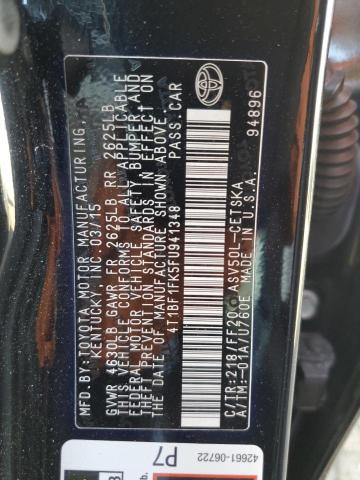 MFD.BY:TOYOTA MOTOR MANUFACTURING,
KENTUCKY, INC. 03/15
GVWR 4630LB GAWR FR 2625LB RR 2625LB
THIS VEHICLE CONFORMS TO ALL APPLICABLE
FEDERAL MOTOR VEHICLE SAFETY, BUMPER, AND
THEFT PREVENTION STANDARDS IN EFFECT ON
THE DATE OF MANUFACTURE SHOWN ABOVE.
4T1BF1FK5FU941348 PASS.CAR
C/TR:218/FF20 ASV50L-CETSKA
A/TM:-01A/U760E MADE IN U.S.A.
94896
42661-06722
P7